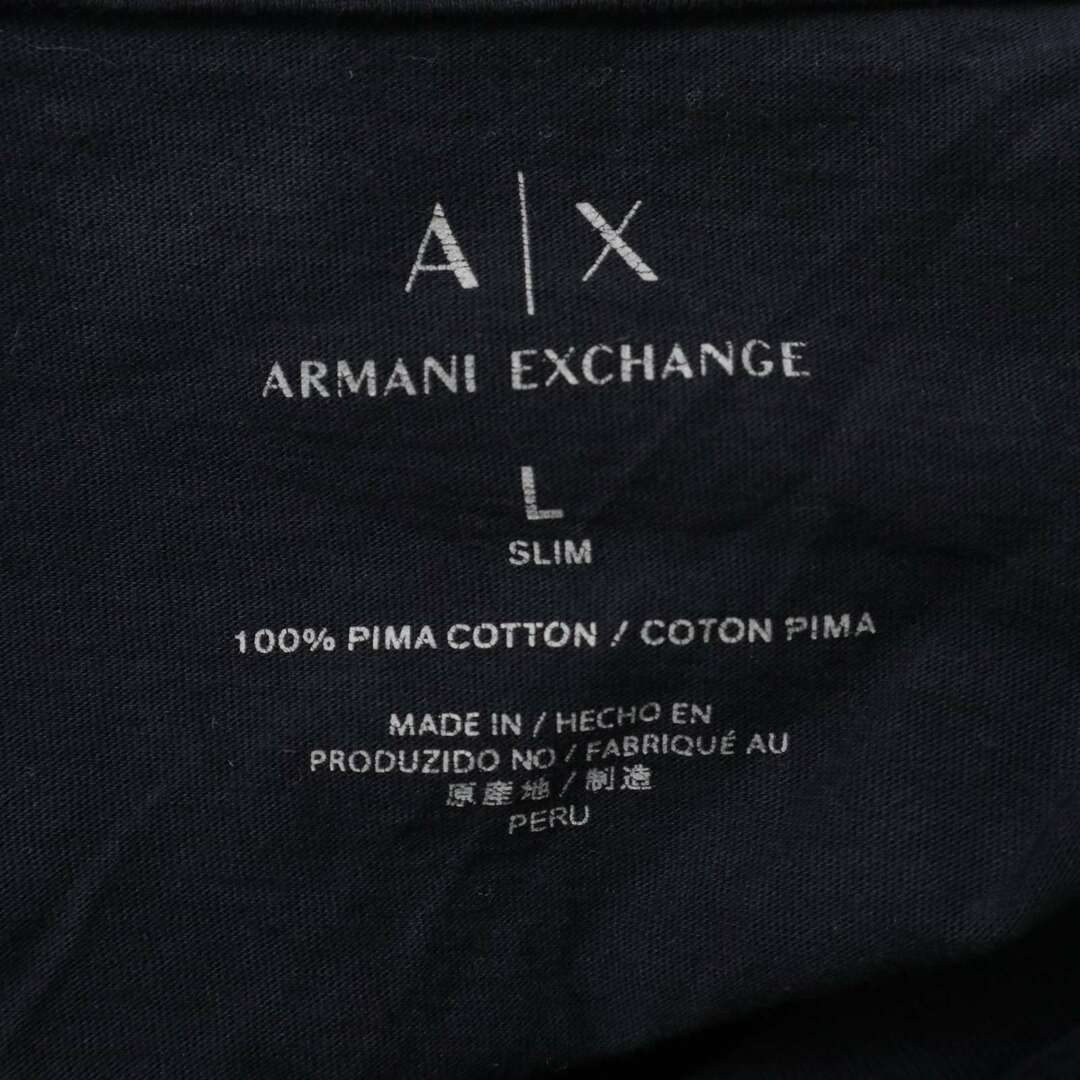 A|X
ARMANI EXCHANGE
L
SLIM
100% PIMA COTTON / COTON PIMA
MADE IN / HECHO EN
PRODUZIDO NO / FABRIQUÉ AU
原産地 / 制造
PERU